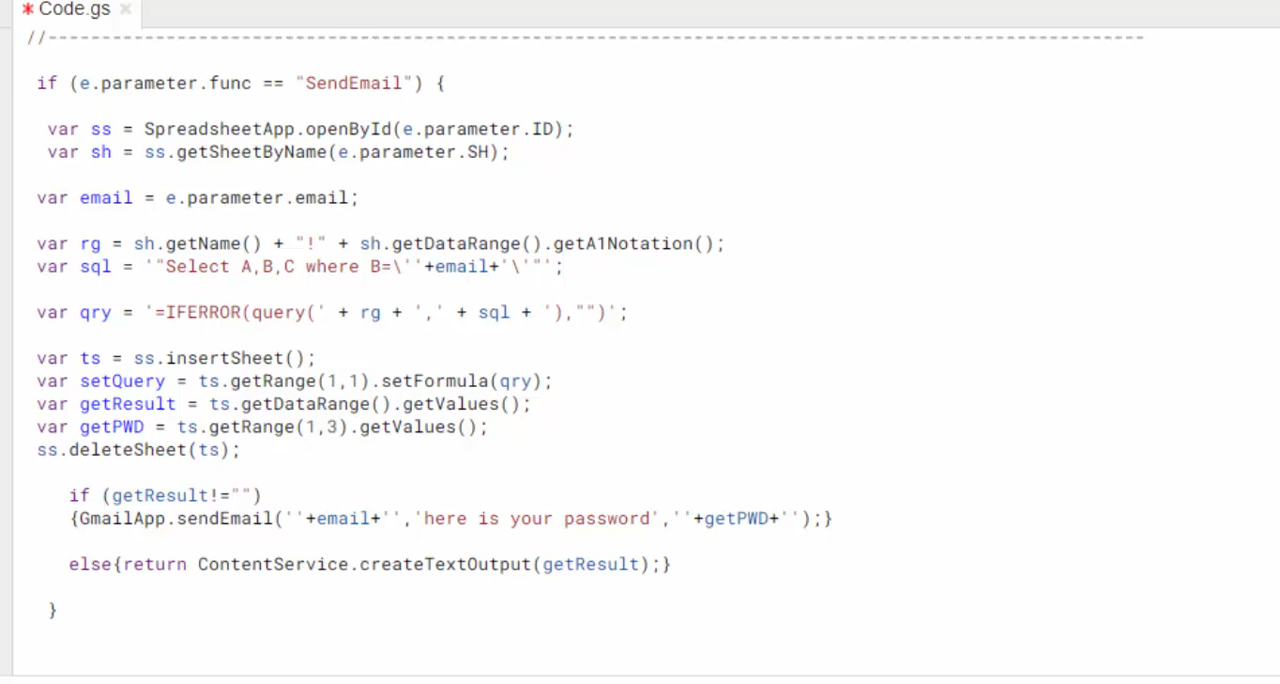 * Code.gs ×
//------------------------------------------------------------------------------------------------------
if (e.parameter.func == "SendEmail") {
var ss = SpreadsheetApp.openById(e.parameter.ID);
var sh = ss.getSheetByName(e.parameter.SH);
var email = e.parameter.email;
var rg = sh.getName() + "!" + sh.getDataRange().getA1Notation();
var sql = '"Select A,B,C where B=\''+email+'\'"';
var qry = '=IFERROR(query(' + rg + ',' + sql + '),"")';
var ts = ss.insertSheet();
var setQuery = ts.getRange(1,1).setFormula(qry);
var getResult = ts.getDataRange().getValues();
var getPWD = ts.getRange(1,3).getValues();
ss.deleteSheet(ts);
if (getResult!="")
{GmailApp.sendEmail(''+email+'','here is your password',''+getPWD+'');}
else{return ContentService.createTextOutput(getResult);}
}